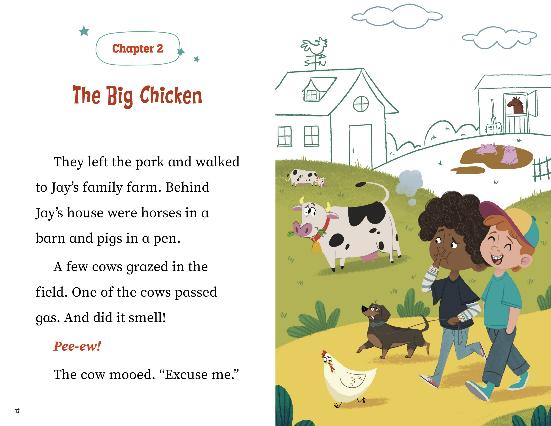 Chapter 2
The Big Chicken
They left the park and walked
to Jay's family farm. Behind
Jay's house were horses in a
barn and pigs in a pen.
A few cows grazed in the
field. One of the cows passed
gas. And did it smell!
Pee-ew!
The cow mooed. “Excuse me.”